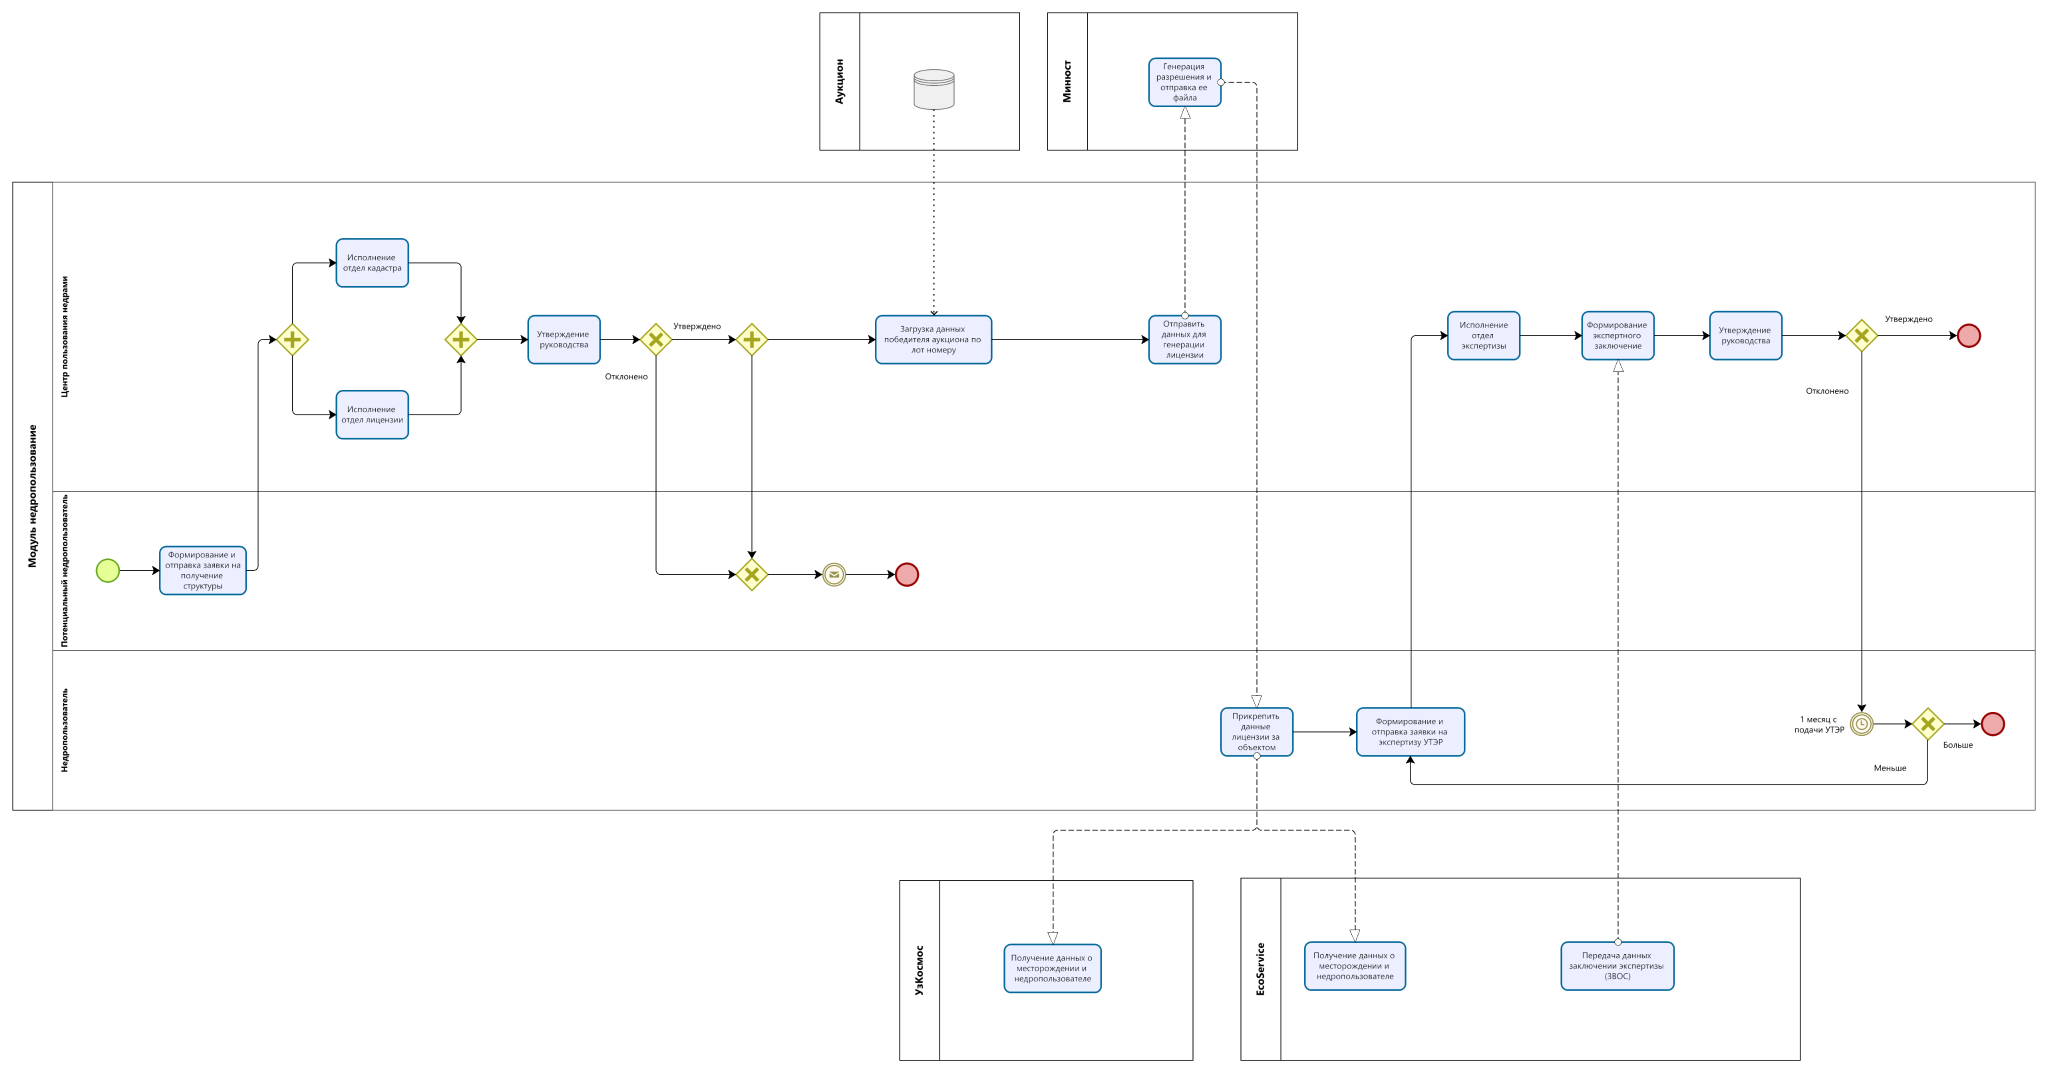 Аукцион
Минюст
Генерация
разрешения и
отправка ее
файла
Модуль недропользование
Центр пользования недрами
Исполнение
отдел кадастра
Исполнение
отдел лицензии
Утверждение
руководства
Утверждено
Отклонено
Загрузка данных
победителя аукциона по
лот номеру
Отправить
данных для
генерации
лицензии
Исполнение
отдел
экспертизы
Формирование
экспертного
заключение
Утверждение
руководства
Утверждено
Отклонено
Потенциальный недропользователь
Формирование и
отправка заявки на
получение
структуры
Недропользователь
Прикрепить
данные
лицензии за
объектом
Формирование и
отправка заявки на
экспертизу УТЭР
1 месяц с
подачи УТЭР
Больше
Меньше
УзКосмос
Получение данных о
месторождении и
недропользователе
EcoService
Получение данных о
месторождении и
недропользователе
Передача данных
заключении экспертизы
(ЗВОС)